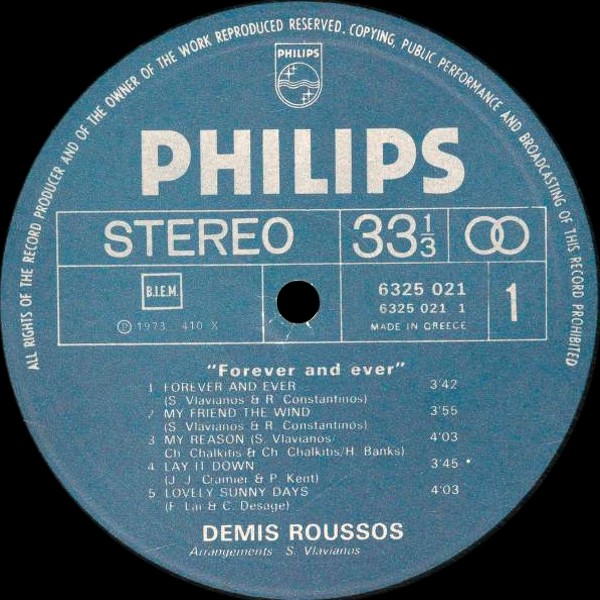 ALL RIGHTS OF THE RECORD PRODUCER AND OF THE OWNER OF THE WORK REPRODUCED RESERVED. COPYING, PUBLIC PERFORMANCE AND BROADCASTING OF THIS RECORD PROHIBITED
PHILIPS
PHILIPS
STEREO 33 1/3
B.I.E.M. 6325 021 1
6325 021 1
℗ 1973 410 X MADE IN GREECE
"Forever and ever"
1 FOREVER AND EVER 3'42
(S. Vlavianos & R. Constantinos)
2 MY FRIEND THE WIND 3'55
(S. Vlavianos & R. Constantinos)
3 MY REASON (S. Vlavianos/ 4'03
Ch. Chalkitis & Ch. Chalkitis/H. Banks)
4 LAY IT DOWN 3'45
(J. J. Cramier & P. Kent)
5 LOVELY SUNNY DAYS 4'03
(F. Lai & C. Desage)
DEMIS ROUSSOS
Arrangements S. Vlavianos